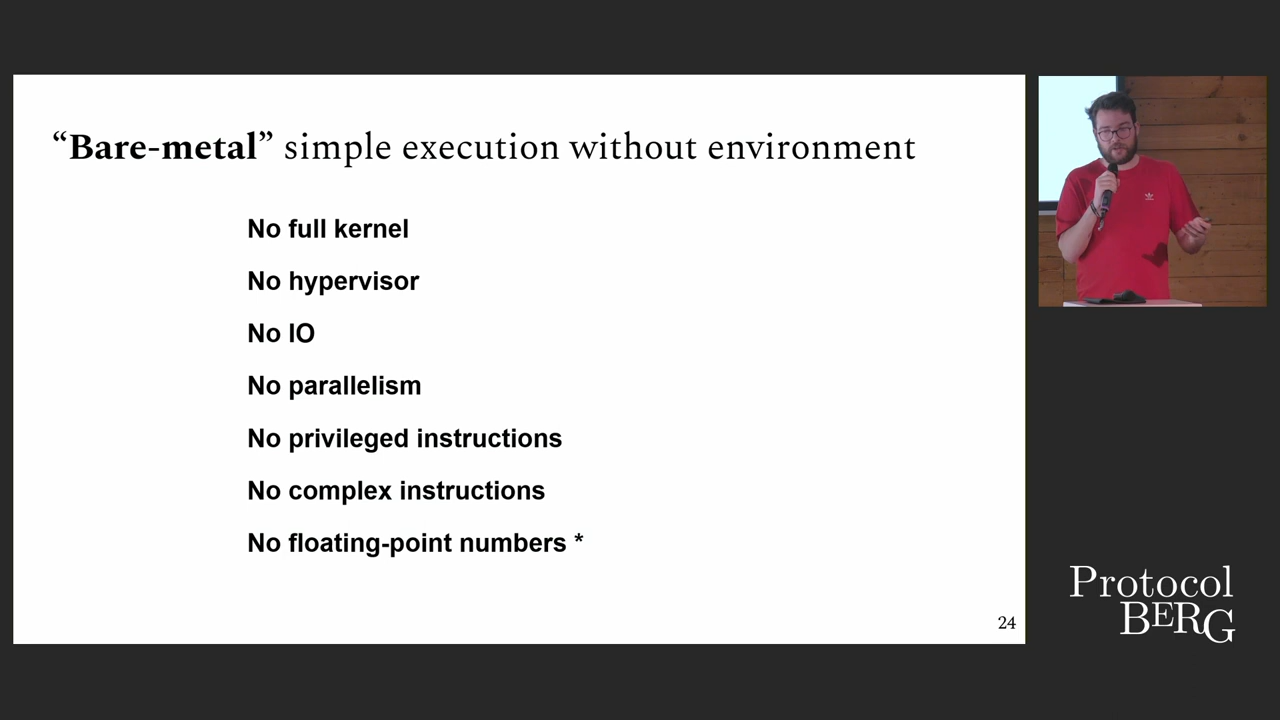 “Bare-metal” simple execution without environment
No full kernel
No hypervisor
No IO
No parallelism
No privileged instructions
No complex instructions
No floating-point numbers *
24
Protocol
BERG